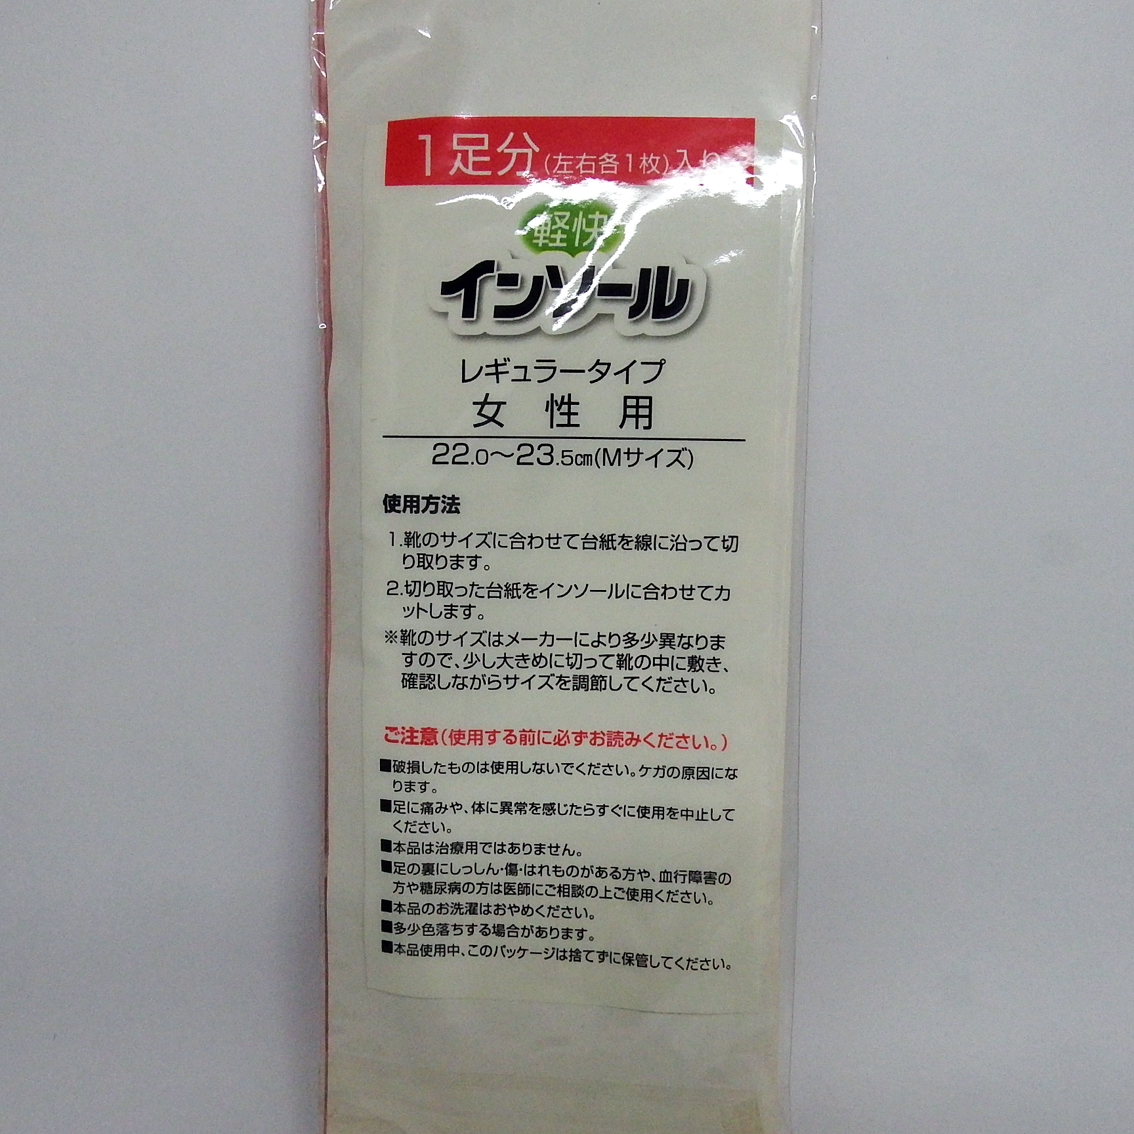 1足分(左右各1枚)入り
軽快
インソール
レギュラータイプ
女性用
22.0〜23.5㎝(Mサイズ)
使用方法
1.靴のサイズに合わせて台紙を線に沿って切
り取ります。
2.切り取った台紙をインソールに合わせてカ
ットします。
※靴のサイズはメーカーにより多少異なりま
すので、少し大きめに切って靴の中に敷き、
確認しながらサイズを調節してください。
ご注意(使用する前に必ずお読みください。)
■破損したものは使用しないでください。ケガの原因にな
ります。
■足に痛みや、体に異常を感じたらすぐに使用を中止して
ください。
■本品は治療用ではありません。
■足の裏にしっしん・傷・はれものがある方や、血行障害の
方や糖尿病の方は医師にご相談の上ご使用ください。
■本品のお洗濯はおやめください。
■多少色落ちする場合があります。
■本品使用中、このパッケージは捨てずに保管してください。